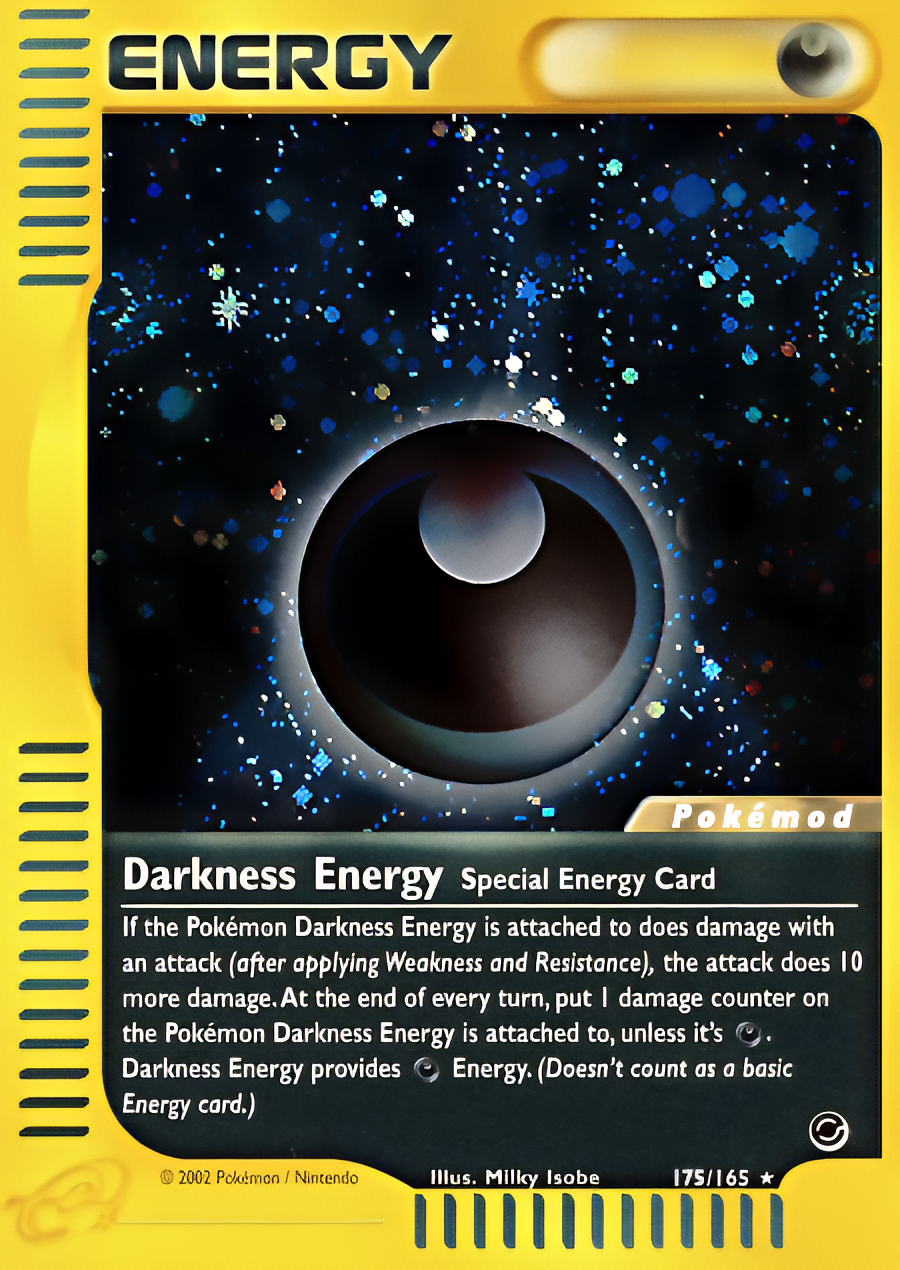 ENERGY
Pokémod
Darkness Energy Special Energy Card
If the Pokémon Darkness Energy is attached to does damage with
an attack (after applying Weakness and Resistance), the attack does 10
more damage. At the end of every turn, put 1 damage counter on
the Pokémon Darkness Energy is attached to, unless it's .
Darkness Energy provides Energy. (Doesn't count as a basic
Energy card.)
© 2002 Pokémon / Nintendo Illus. Milky Isobe 175/165 ★